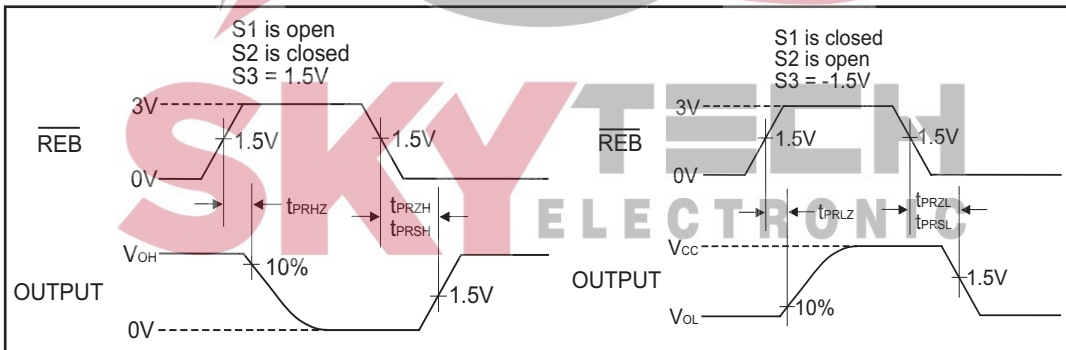 S1 is open
S2 is closed
S3 = 1.5V
3V
REB
1.5V
1.5V
0V
tPRHZ
tPRZH
tPRSH
VOH
10%
OUTPUT
1.5V
0V
S1 is closed
S2 is open
S3 = -1.5V
3V
REB
1.5V
1.5V
0V
tPRLZ
tPRZL
tPRSL
VCC
OUTPUT
1.5V
VOL
10%
SKYTECH
ELECTRONIC